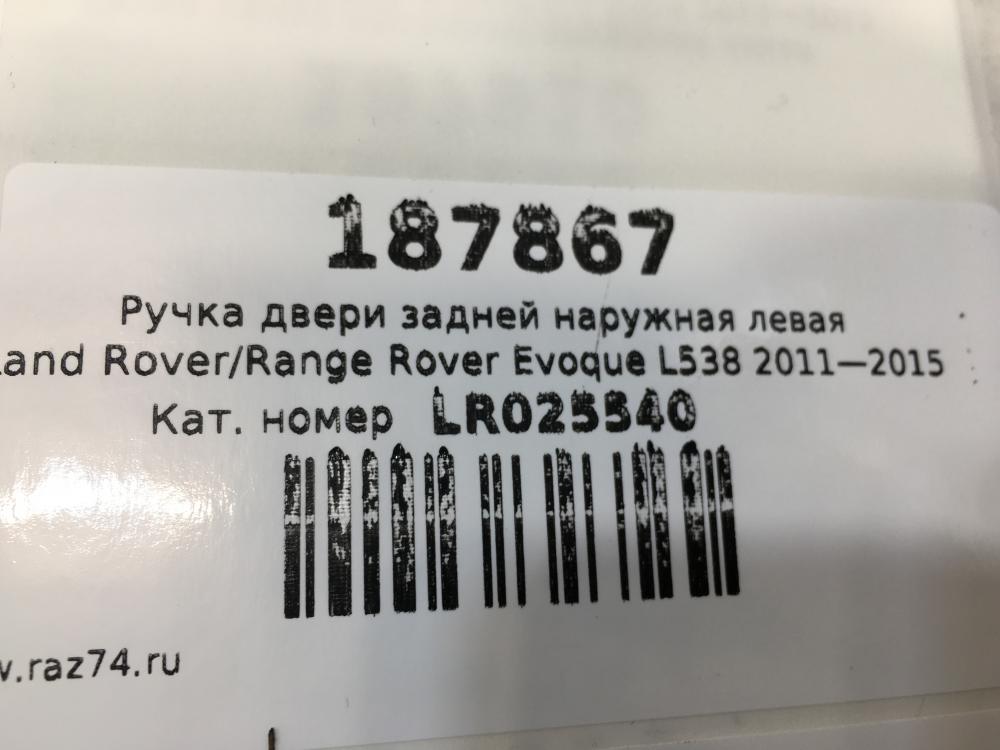 187867
Ручка двери задней наружная левая
Land Rover/Range Rover Evoque L538 2011—2015
Кат. номер LR025540
w.raz74.ru